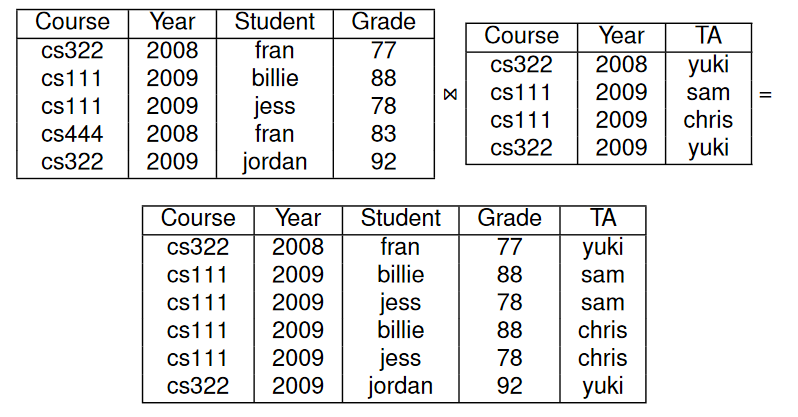 Course Year Student Grade
cs322 2008 fran 77
cs111 2009 billie 88
cs111 2009 jess 78
cs444 2008 fran 83
cs322 2009 jordan 92
⋈
Course Year TA
cs322 2008 yuki
cs111 2009 sam
cs111 2009 chris
cs322 2009 yuki
=
Course Year Student Grade TA
cs322 2008 fran 77 yuki
cs111 2009 billie 88 sam
cs111 2009 jess 78 sam
cs111 2009 billie 88 chris
cs111 2009 jess 78 chris
cs322 2009 jordan 92 yuki